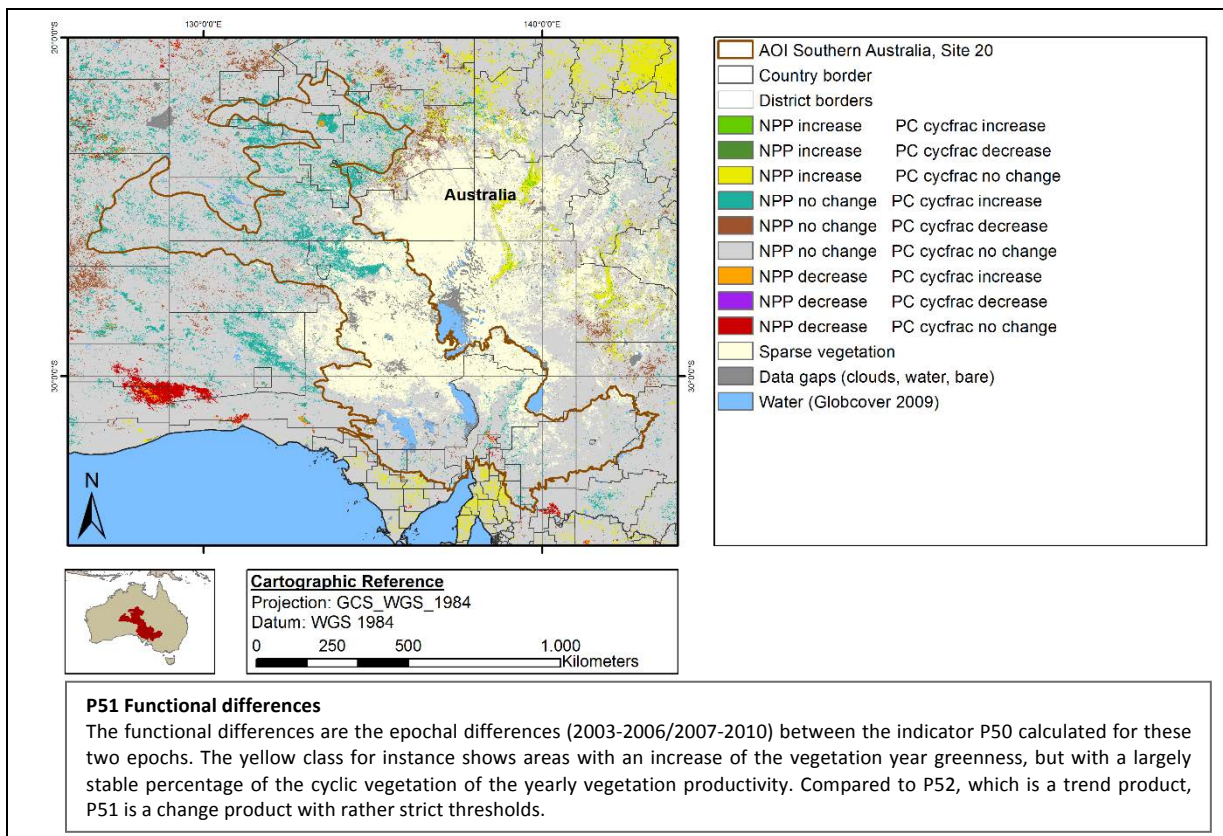 130°0'0"E 140°0'0"E
20°0'0"S
Australia
30°0'0"S 30°0'0"S
N
AOI Southern Australia, Site 20
Country border
District borders
NPP increase PC cycfrac increase
NPP increase PC cycfrac decrease
NPP increase PC cycfrac no change
NPP no change PC cycfrac increase
NPP no change PC cycfrac decrease
NPP no change PC cycfrac no change
NPP decrease PC cycfrac increase
NPP decrease PC cycfrac decrease
NPP decrease PC cycfrac no change
Sparse vegetation
Data gaps (clouds, water, bare)
Water (Globcover 2009)
Cartographic Reference
Projection: GCS_WGS_1984
Datum: WGS 1984
0 250 500 1.000
Kilometers
P51 Functional differences
The functional differences are the epochal differences (2003-2006/2007-2010) between the indicator P50 calculated for these
two epochs. The yellow class for instance shows areas with an increase of the vegetation year greenness, but with a largely
stable percentage of the cyclic vegetation of the yearly vegetation productivity. Compared to P52, which is a trend product,
P51 is a change product with rather strict thresholds.